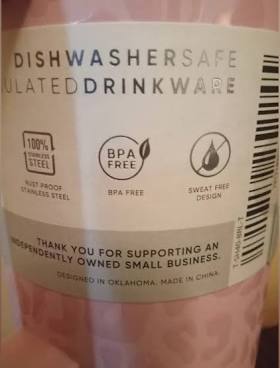 DISHWASHERSAFE
ULATEDDRINKWARE
100%
STAINLESS
STEEL
BPA
FREE
RUST PROOF
STAINLESS STEEL
BPA FREE
SWEAT FREE
DESIGN
THANK YOU FOR SUPPORTING AN
INDEPENDENTLY OWNED SMALL BUSINESS.
DESIGNED IN OKLAHOMA. MADE IN CHINA.